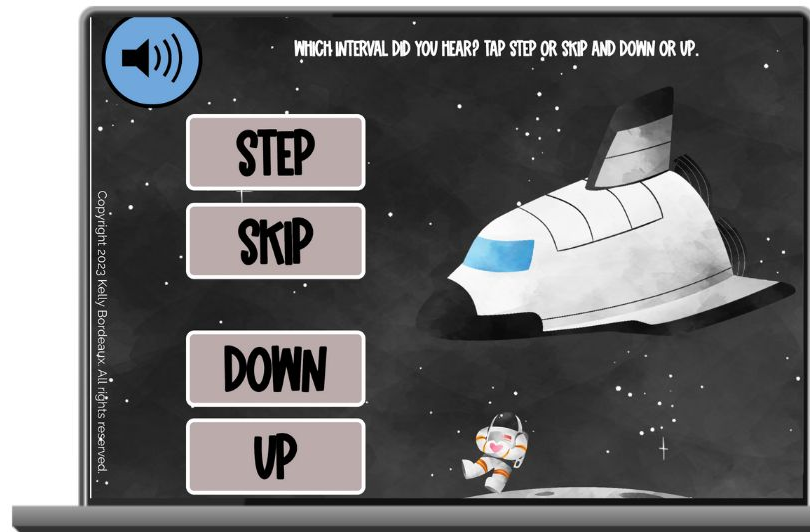 WHICH INTERVAL DID YOU HEAR? TAP STEP OR SKIP AND DOWN OR UP.
STEP
SKIP
DOWN
UP
Copyright 2023 Kelly Bordeaux. All rights reserved.